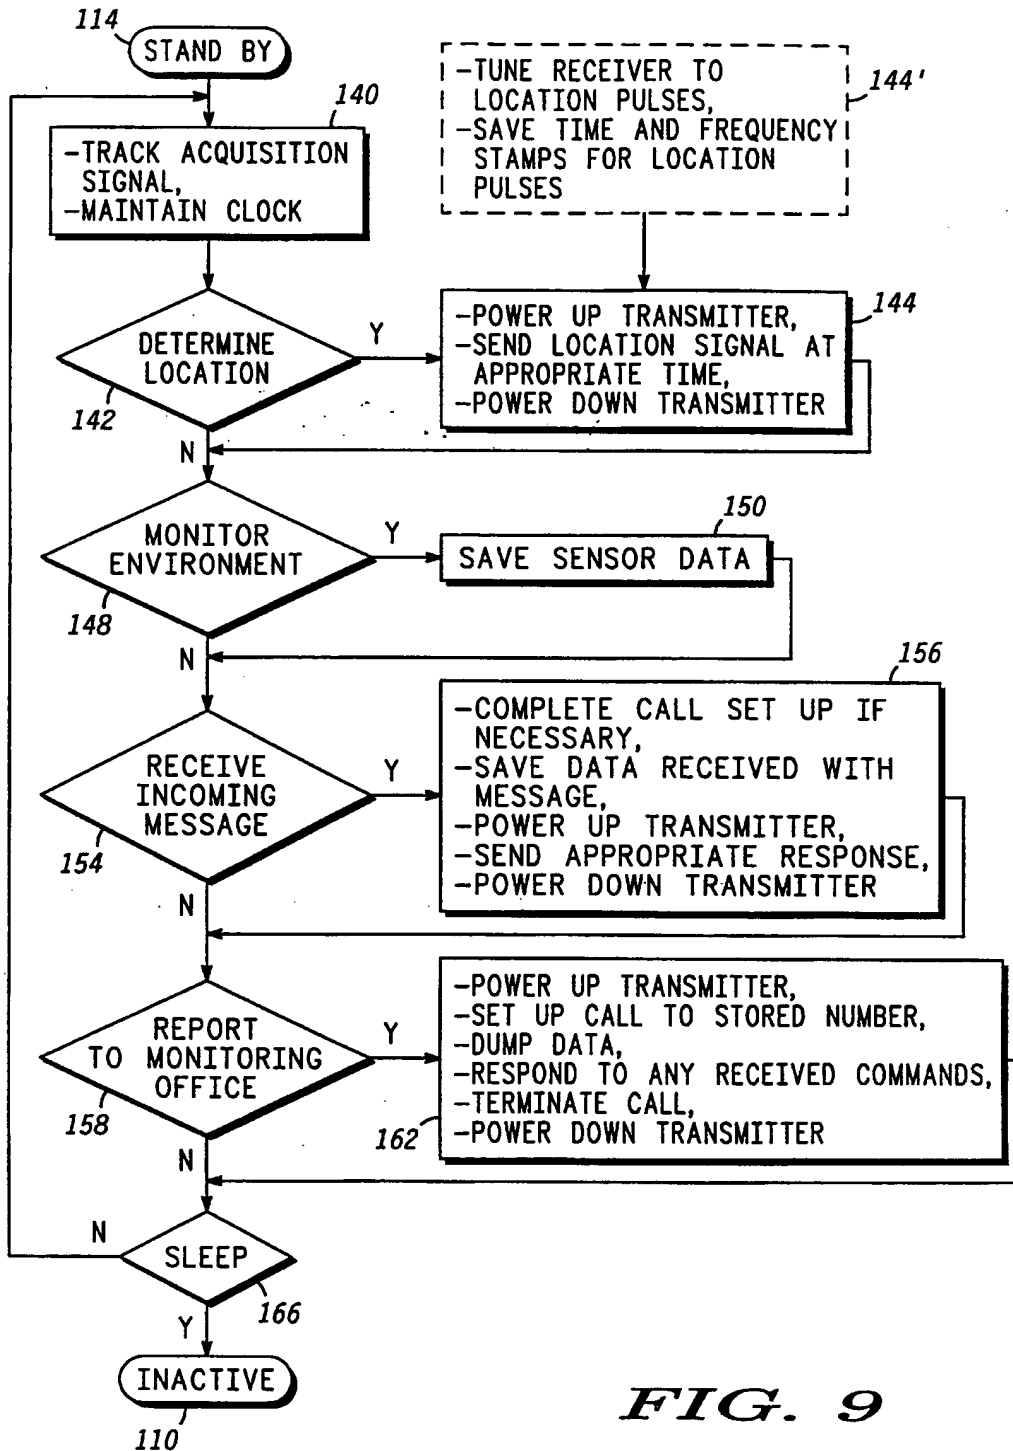 114
STAND BY
140
-TRACK ACQUISITION
SIGNAL,
-MAINTAIN CLOCK
-TUNE RECEIVER TO
LOCATION PULSES,
-SAVE TIME AND FREQUENCY
STAMPS FOR LOCATION
PULSES
144'
DETERMINE
LOCATION
142
Y
N
-POWER UP TRANSMITTER,
-SEND LOCATION SIGNAL AT
APPROPRIATE TIME,
-POWER DOWN TRANSMITTER
144
MONITOR
ENVIRONMENT
148
Y
N
150
SAVE SENSOR DATA
RECEIVE
INCOMING
MESSAGE
154
Y
N
156
-COMPLETE CALL SET UP IF
NECESSARY,
-SAVE DATA RECEIVED WITH
MESSAGE,
-POWER UP TRANSMITTER,
-SEND APPROPRIATE RESPONSE,
-POWER DOWN TRANSMITTER
REPORT
TO MONITORING
OFFICE
158
Y
N
-POWER UP TRANSMITTER,
-SET UP CALL TO STORED NUMBER,
-DUMP DATA,
-RESPOND TO ANY RECEIVED COMMANDS,
-TERMINATE CALL,
-POWER DOWN TRANSMITTER
162
N
SLEEP
166
Y
INACTIVE
110
FIG. 9